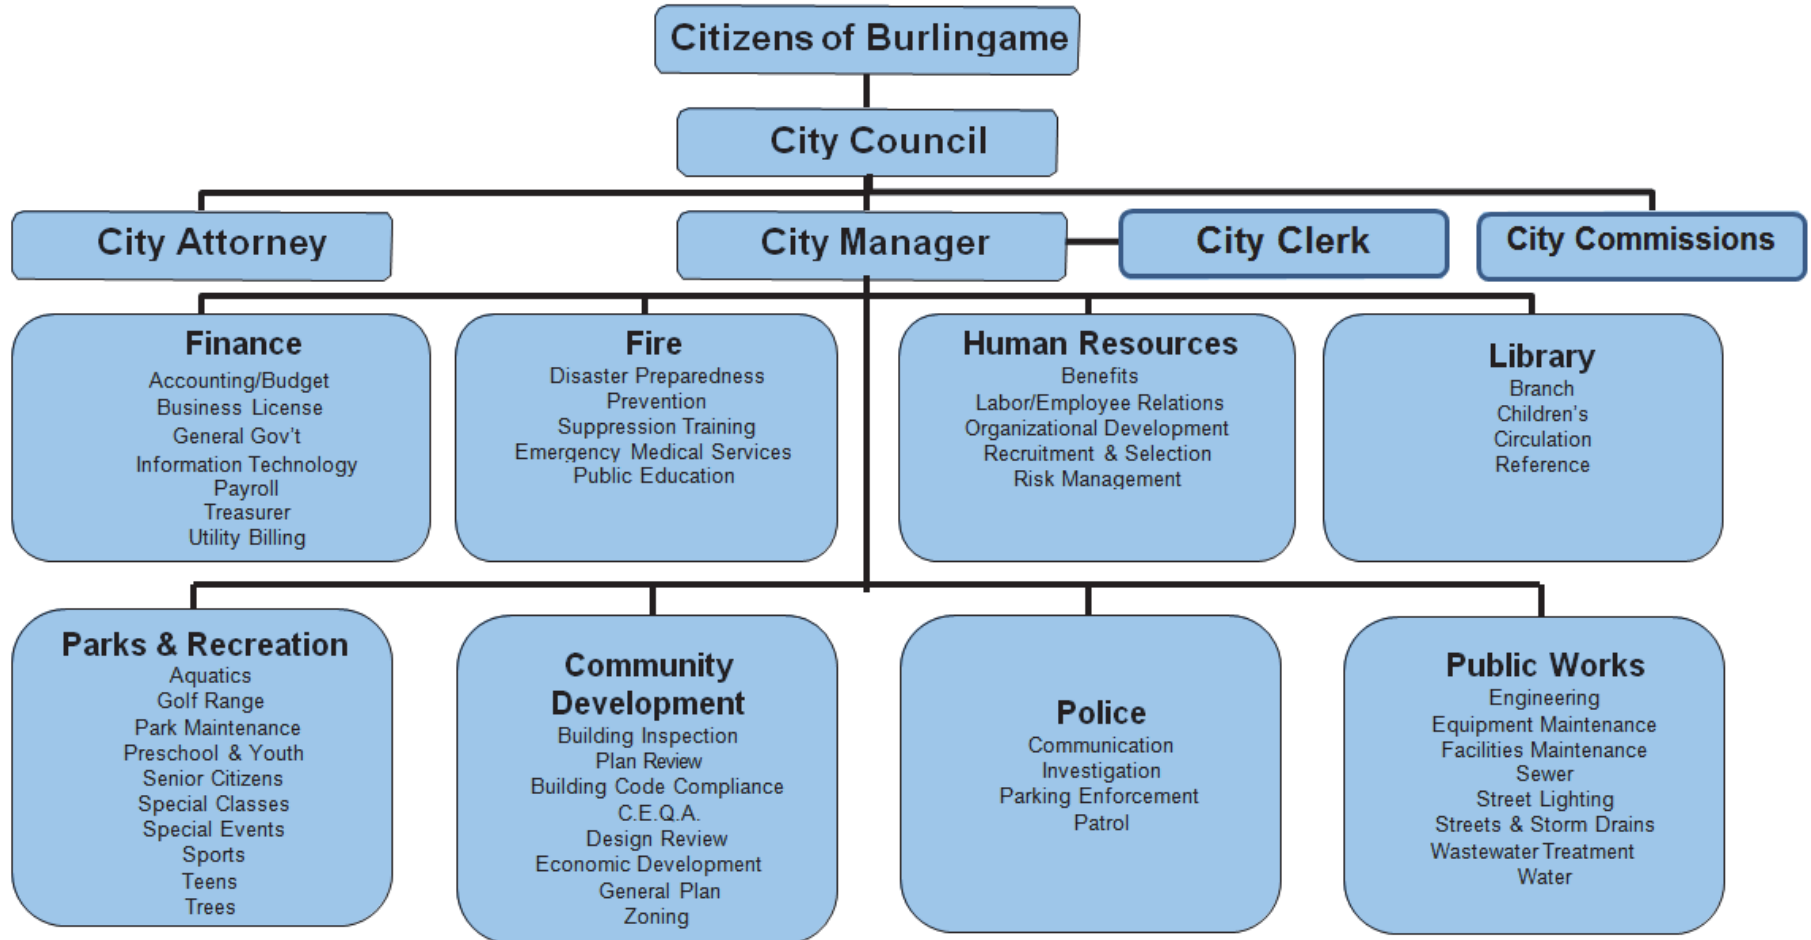 Citizens of Burlingame
City Council
City Attorney
City Manager
City Clerk
City Commissions
Finance
Accounting/Budget
Business License
General Gov't
Information Technology
Payroll
Treasurer
Utility Billing
Fire
Disaster Preparedness
Prevention
Suppression Training
Emergency Medical Services
Public Education
Human Resources
Benefits
Labor/Employee Relations
Organizational Development
Recruitment & Selection
Risk Management
Library
Branch
Children's
Circulation
Reference
Parks & Recreation
Aquatics
Golf Range
Park Maintenance
Preschool & Youth
Senior Citizens
Special Classes
Special Events
Sports
Teens
Trees
Community
Development
Building Inspection
Plan Review
Building Code Compliance
C.E.Q.A.
Design Review
Economic Development
General Plan
Zoning
Police
Communication
Investigation
Parking Enforcement
Patrol
Public Works
Engineering
Equipment Maintenance
Facilities Maintenance
Sewer
Street Lighting
Streets & Storm Drains
Wastewater Treatment
Water